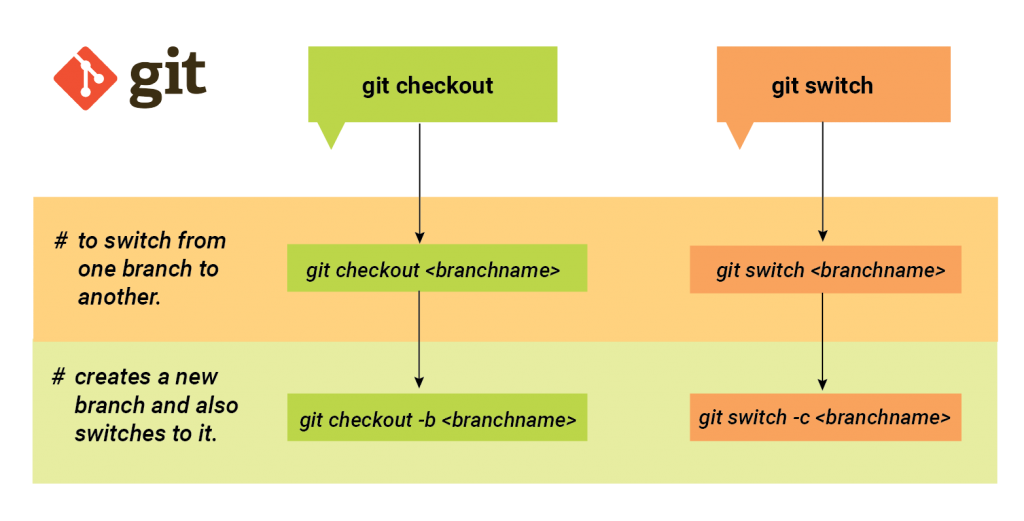 git
git checkout
git switch
# to switch from
one branch to
another.
git checkout <branchname>
git switch <branchname>
# creates a new
branch and also
switches to it.
git checkout -b <branchname>
git switch -c <branchname>